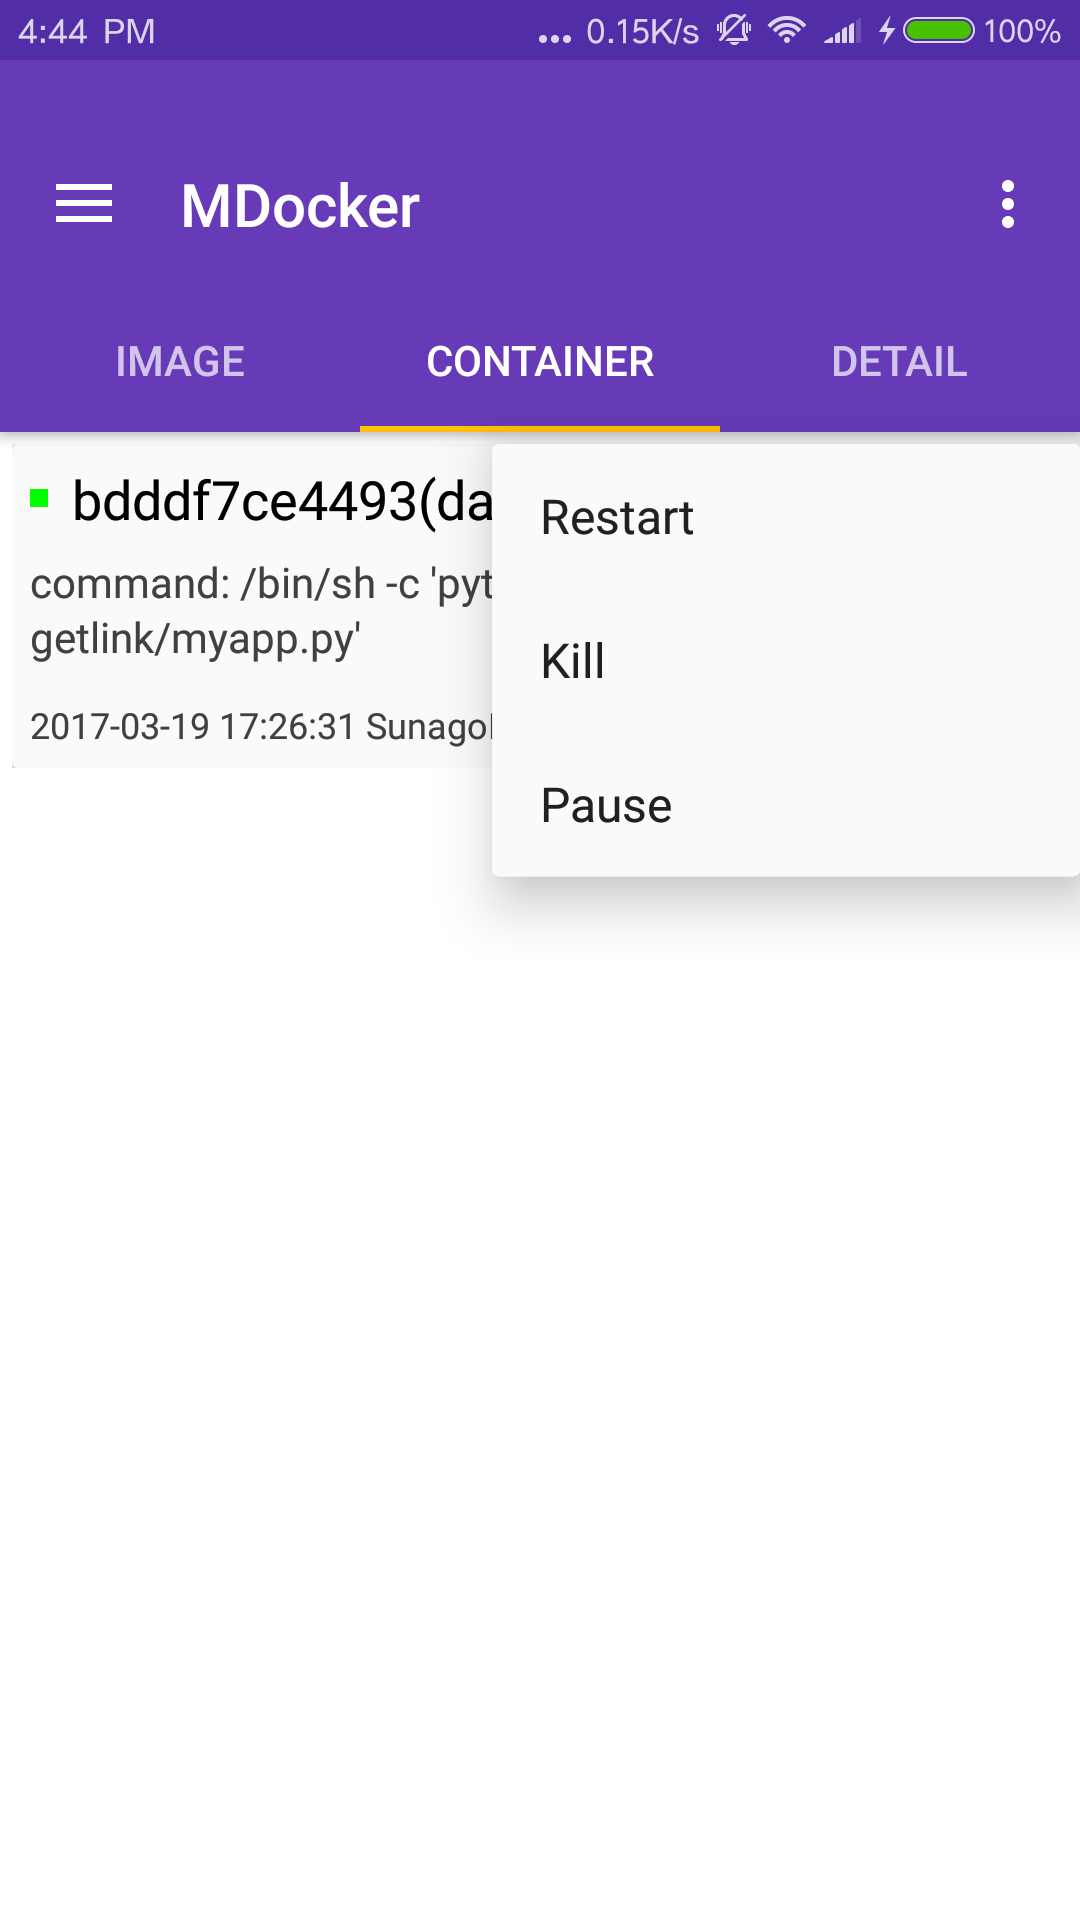 4:44 PM ... 0.15K/s 100%
MDocker
IMAGE CONTAINER DETAIL
bdddf7ce4493(da
command: /bin/sh -c 'pyt
getlink/myapp.py'
2017-03-19 17:26:31
Restart
Kill
Pause